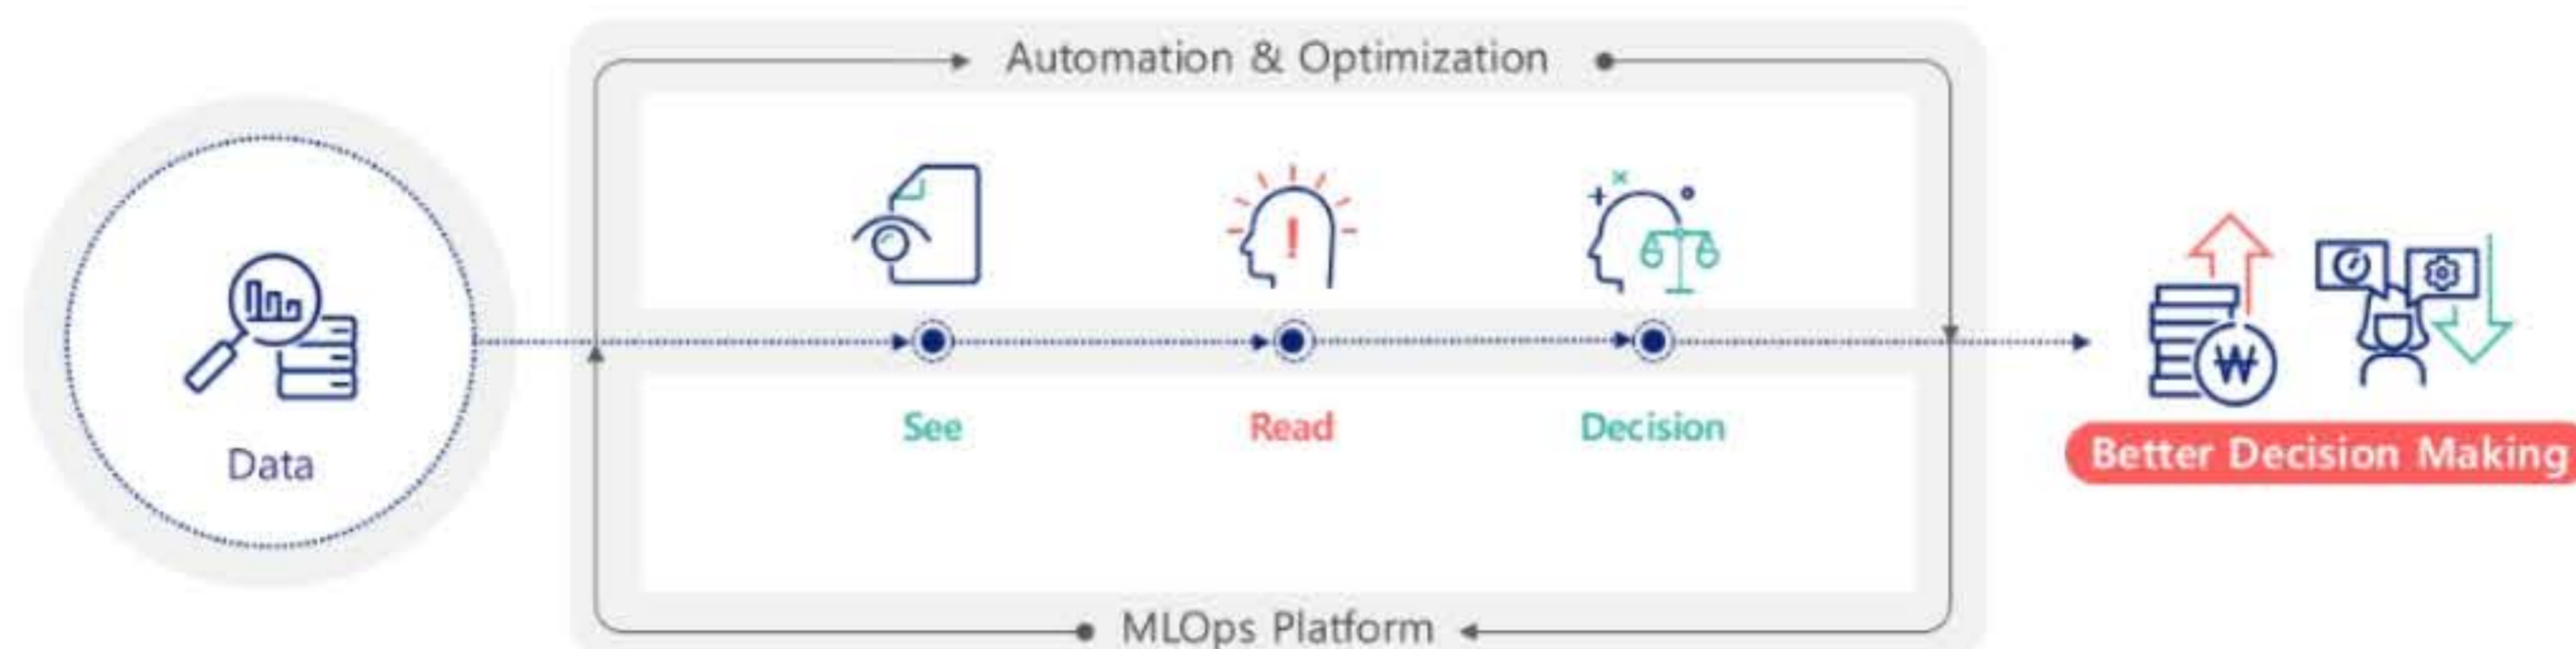 Automation & Optimization
Data
See
Read
Decision
₩
Better Decision Making
MLOps Platform